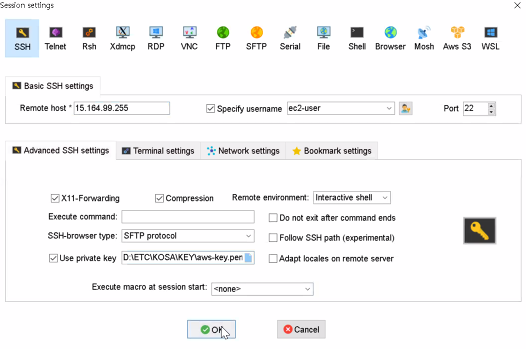 Session settings
SSH Telnet Rsh Xdmcp RDP VNC FTP SFTP Serial File Shell Browser Mosh Aws S3 WSL
Basic SSH settings
Remote host * 15.164.99.255 Specify username ec2-user Port 22
Advanced SSH settings Terminal settings Network settings Bookmark settings
X11-Forwarding Compression Remote environment: Interactive shell
Execute command: Do not exit after command ends
SSH-browser type: SFTP protocol Follow SSH path (experimental)
Use private key D:\ETC\KOSA\KEY\aws-key.pem Adapt locales on remote server
Execute macro at session start: <none>
OK Cancel